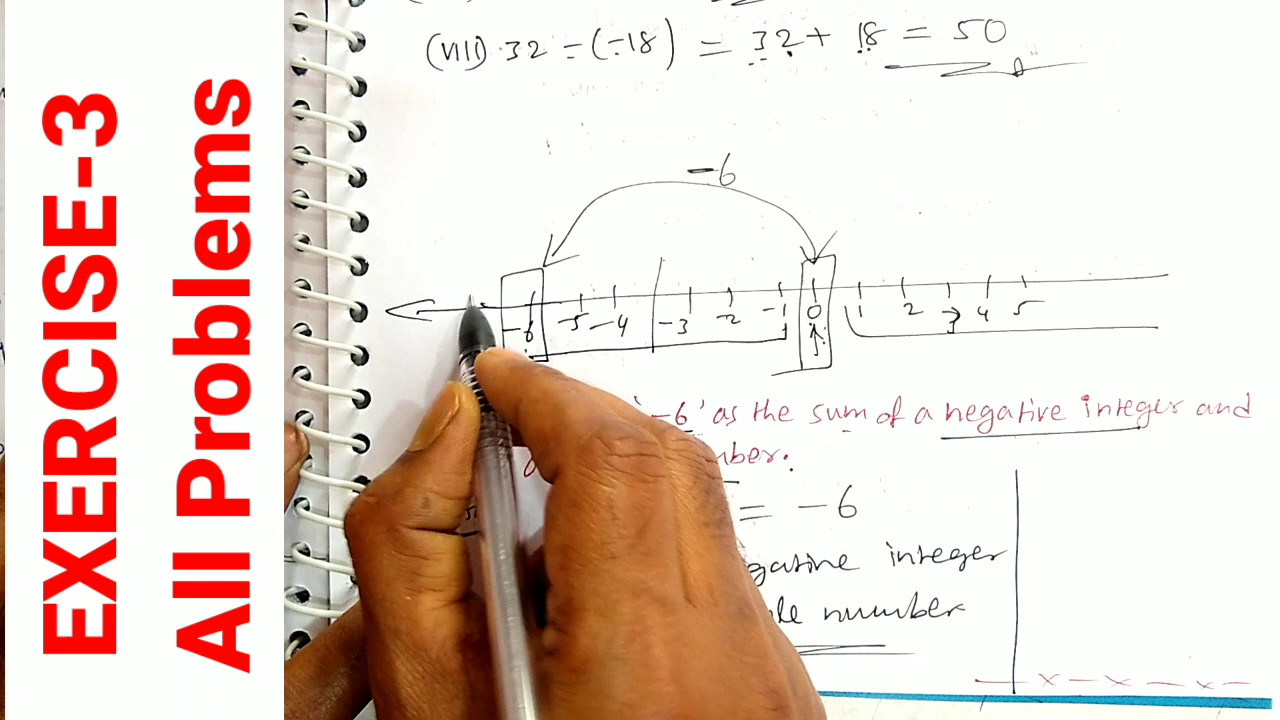 EXERCISE-3
All Problems
(VIII) 32 - (-18) = 32 + 18 = 50
-6
-6 -5 -4 -3 -2 -1 0 1 2 3 4 5
'-6' as the sum of a negative integer and
= -6
integer
number